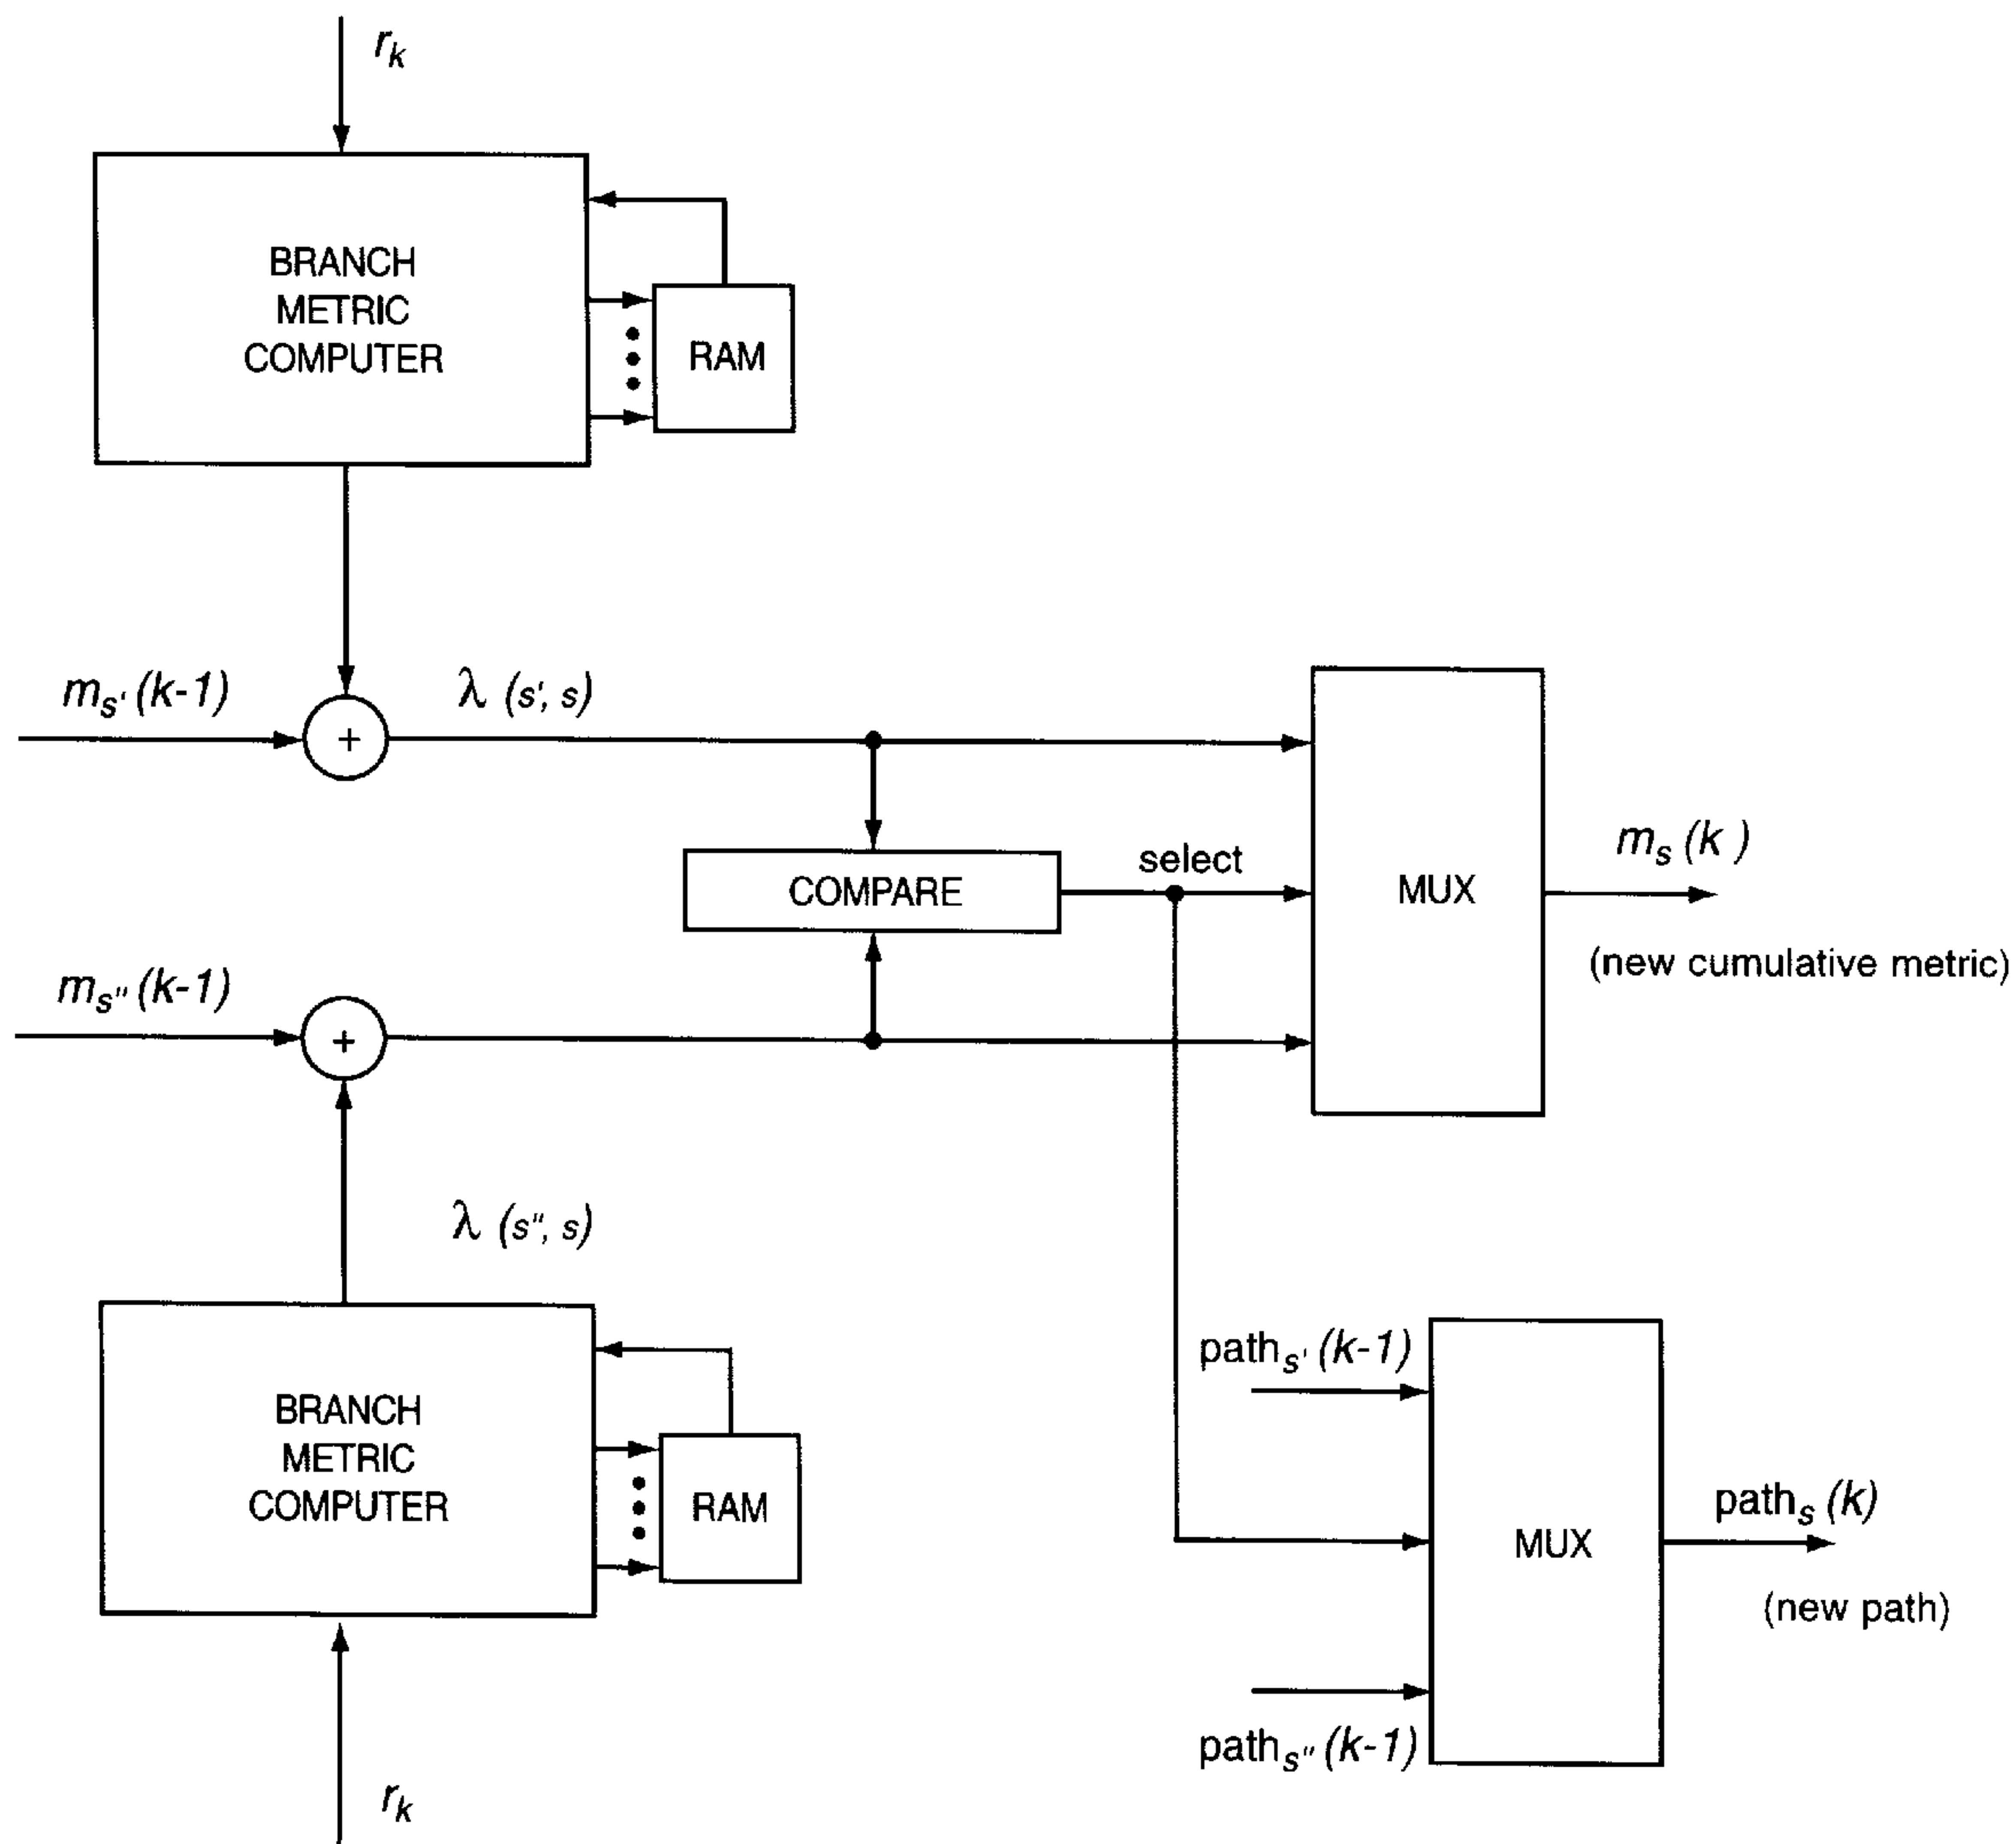 r_k
BRANCH
METRIC
COMPUTER
RAM
m_s' (k-1)
λ (s', s)
COMPARE
select
MUX
m_s (k )
(new cumulative metric)
m_s" (k-1)
+
+
λ (s", s)
BRANCH
METRIC
COMPUTER
RAM
path_s' (k-1)
MUX
path_s (k)
(new path)
path_s" (k-1)
r_k